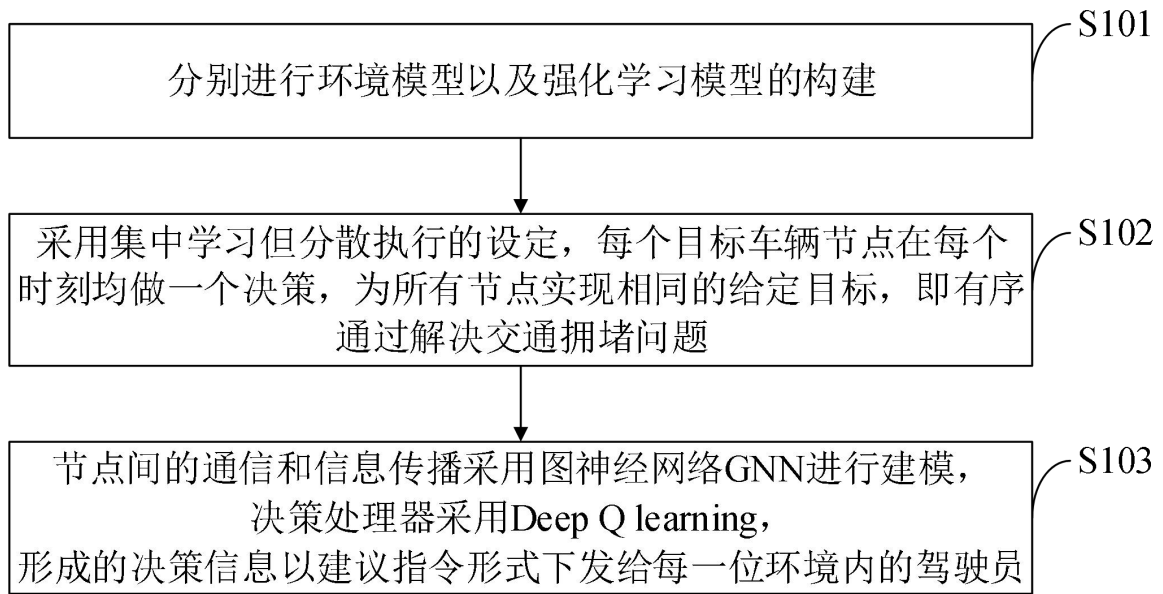 S101
分别进行环境模型以及强化学习模型的构建
S102
采用集中学习但分散执行的设定，每个目标车辆节点在每个
时刻均做一个决策，为所有节点实现相同的给定目标，即有序
通过解决交通拥堵问题
S103
节点间的通信和信息传播采用图神经网络GNN进行建模，
决策处理器采用Deep Q learning，
形成的决策信息以建议指令形式下发给每一位环境内的驾驶员